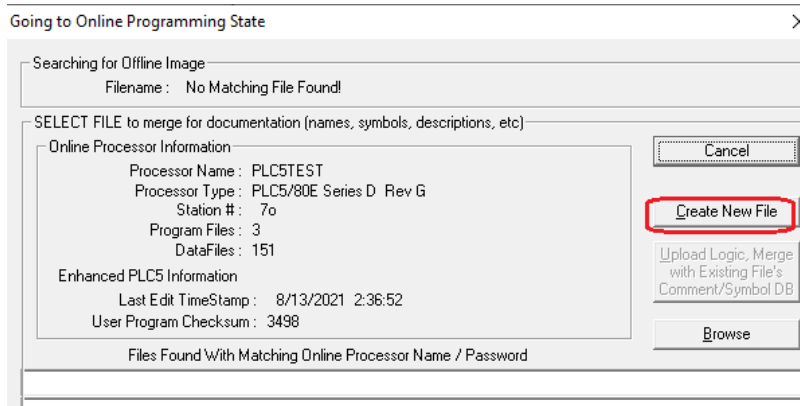 Going to Online Programming State
Searching for Offline Image
Filename : No Matching File Found!
SELECT FILE to merge for documentation (names, symbols, descriptions, etc)
Online Processor Information
Processor Name : PLC5TEST
Processor Type : PLC5/80E Series D Rev G
Station # : 7o
Program Files : 3
DataFiles : 151
Enhanced PLC5 Information
Last Edit TimeStamp : 8/13/2021 2:36:52
User Program Checksum : 3498
Files Found With Matching Online Processor Name / Password
Cancel
Create New File
Upload Logic, Merge
with Existing File's
Comment/Symbol DB
Browse